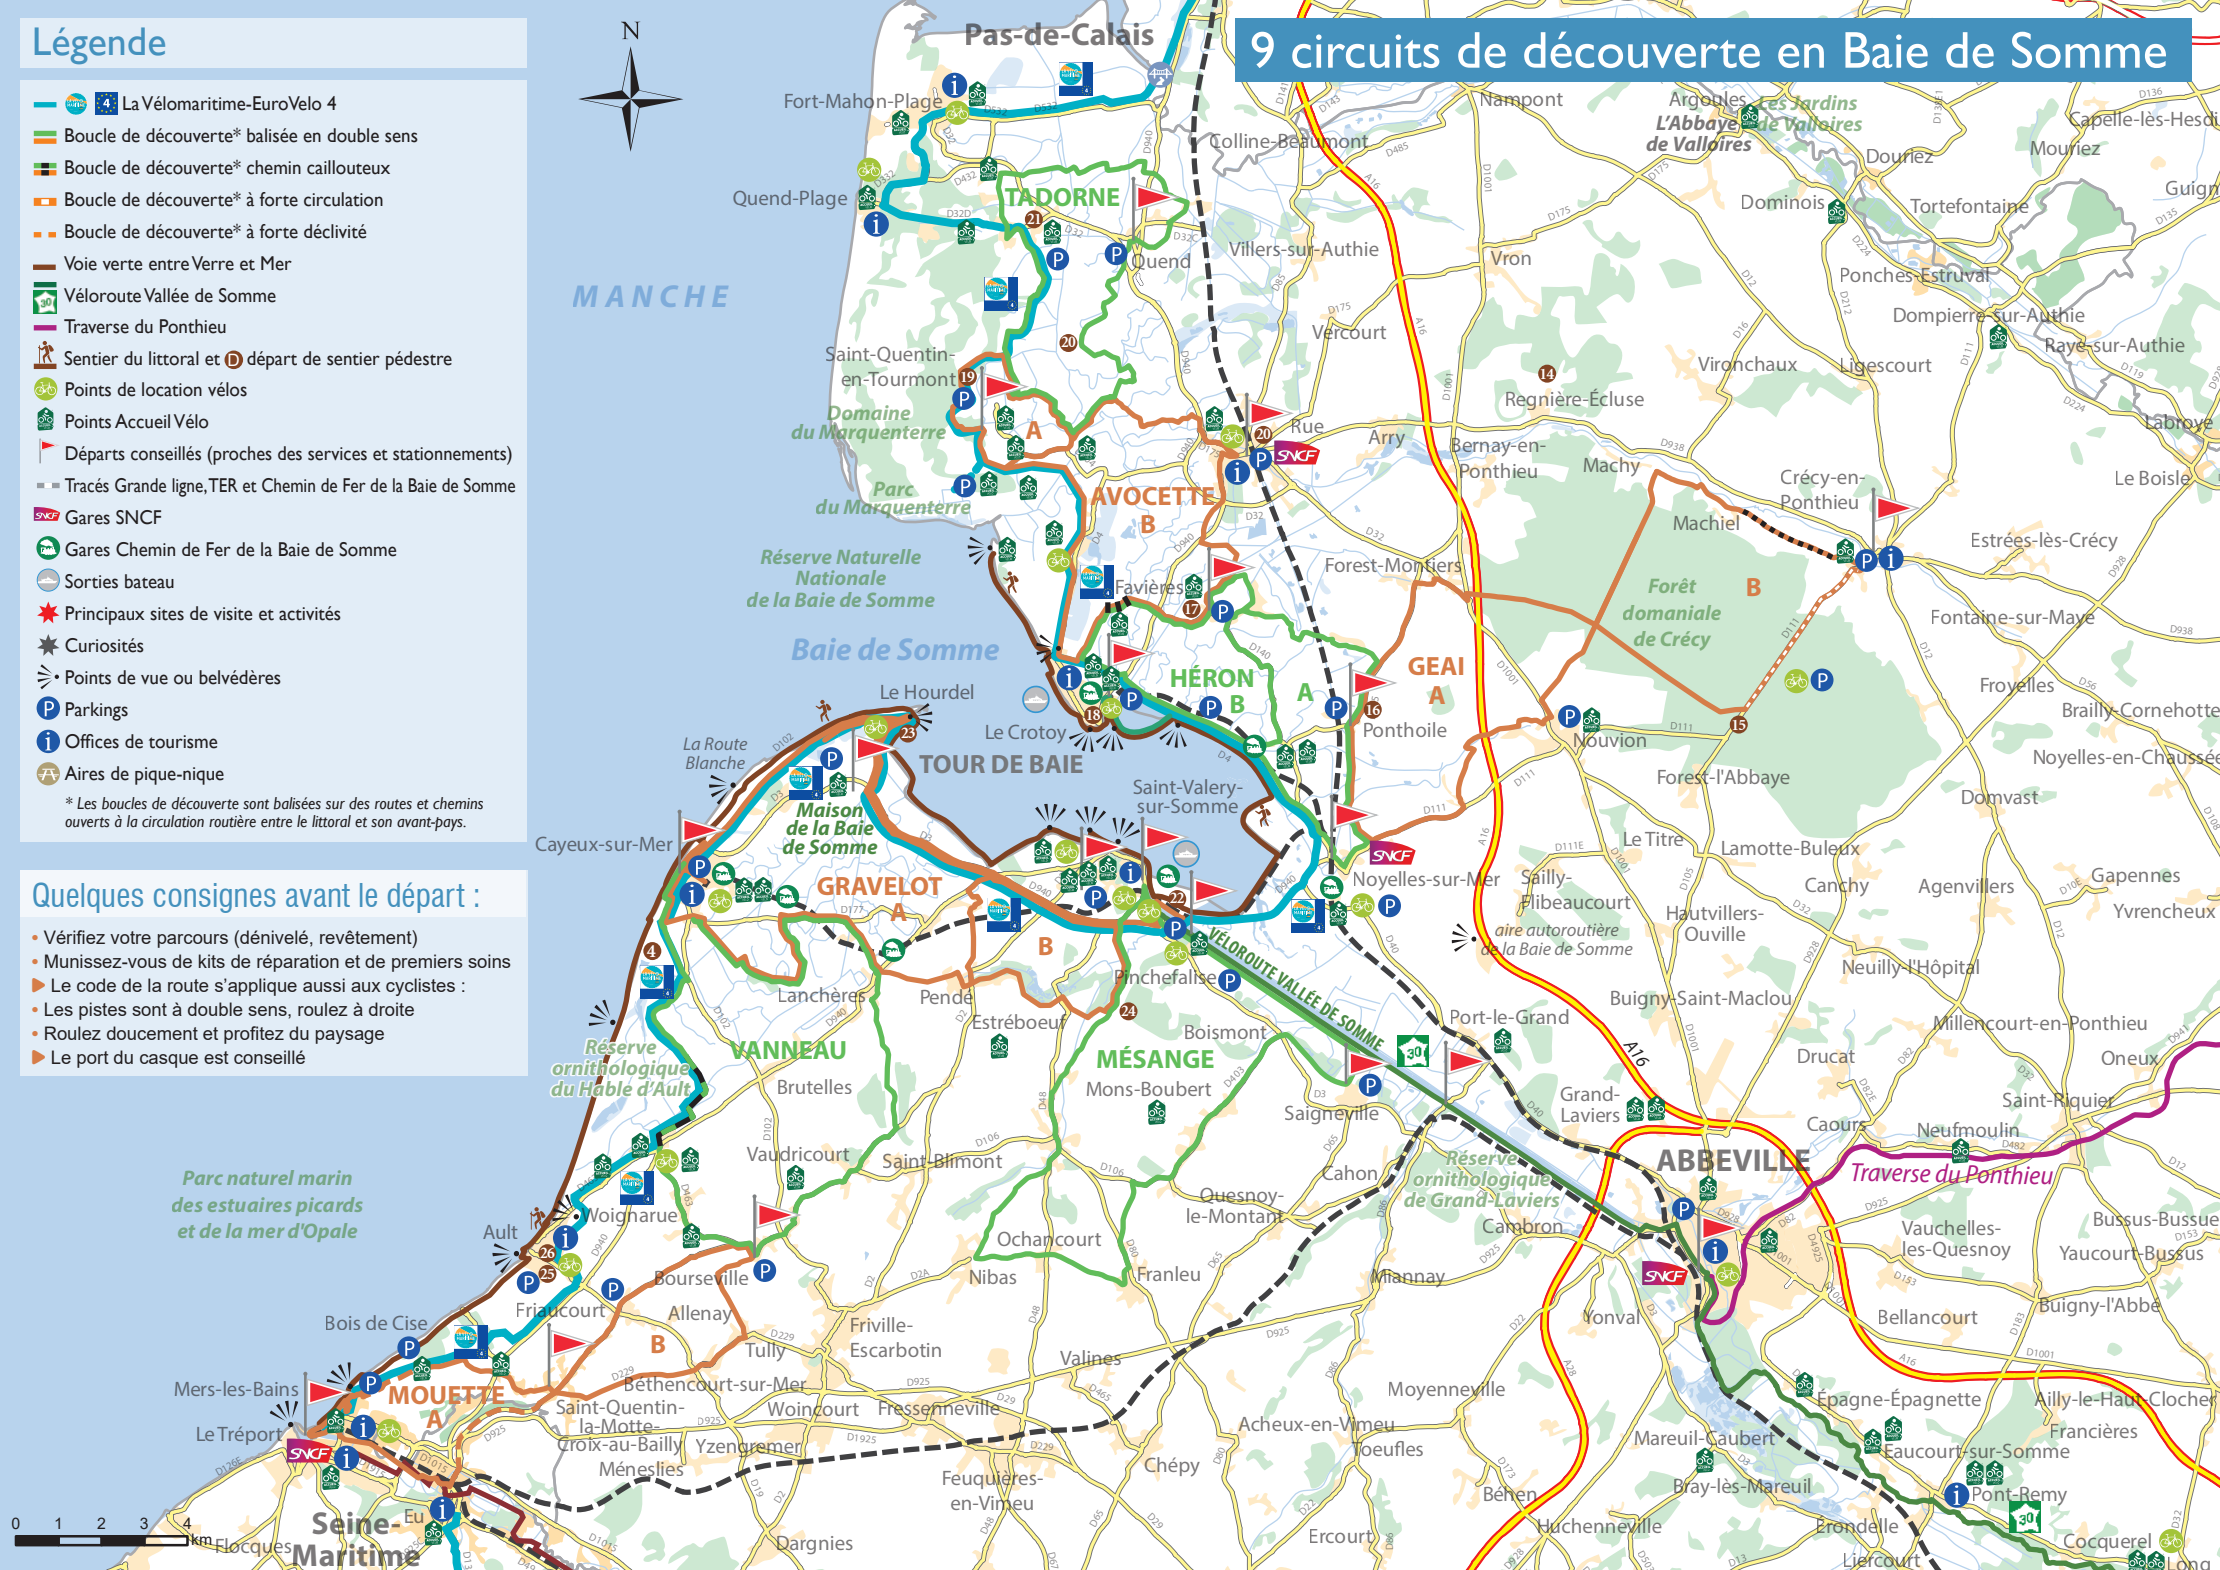 9 circuits de découverte en Baie de Somme
Légende
La Vélomaritime-EuroVelo 4
Boucle de découverte* balisée en double sens
Boucle de découverte* chemin caillouteux
Boucle de découverte* à forte circulation
Boucle de découverte* à forte déclivité
Voie verte entre Verre et Mer
Véloroute Vallée de Somme
Traverse du Ponthieu
Sentier du littoral et D départ de sentier pédestre
Points de location vélos
Points Accueil Vélo
Départs conseillés (proches des services et stationnements)
Tracés Grande ligne, TER et Chemin de Fer de la Baie de Somme
Gares SNCF
Gares Chemin de Fer de la Baie de Somme
Sorties bateau
Principaux sites de visite et activités
Curiosités
Points de vue ou belvédères
Parkings
Offices de tourisme
Aires de pique-nique
* Les boucles de découverte sont balisées sur des routes et chemins
ouverts à la circulation routière entre le littoral et son avant-pays.
Quelques consignes avant le départ :
• Vérifiez votre parcours (dénivelé, revêtement)
• Munissez-vous de kits de réparation et de premiers soins
Le code de la route s'applique aussi aux cyclistes :
• Les pistes sont à double sens, roulez à droite
• Roulez doucement et profitez du paysage
Le port du casque est conseillé
N
Pas-de-Calais
Fort-Mahon-Plage
Quend-Plage
TADORNE
Quend
MANCHE
Colline-Beaumont
Villers-sur-Authie
Vercourt
Nampont
Argoules
Les Jardins
de Valloires
L'Abbaye
de Valloires
Douriez
Capelle-lès-Hesdi
Mouriez
Guign
Dominois
Tortefontaine
Vron
Ponches-Estruval
Dompierre-sur-Authie
Raye-sur-Authie
Vironchaux
Ligescourt
Labroye
Le Boisle
Saint-Quentin-
en-Tourmont
Domaine
du Marquenterre
Parc
du Marquenterre
A
AVOCETTE
B
Rue
SNCF
Arry
Regnière-Écluse
Bernay-en-
Ponthieu
Machy
Crécy-en-
Ponthieu
Machiel
Estrées-lès-Crécy
Réserve Naturelle
Nationale
de la Baie de Somme
Baie de Somme
Favières
Forest-Montiers
Forêt
domaniale
de Crécy
B
Fontaine-sur-Maye
Froyelles
Brailly-Cornehotte
Noyelles-en-Chaussée
HÉRON
B
A
GEAI
A
Ponthoile
Le Hourdel
Le Crotoy
La Route
Blanche
TOUR DE BAIE
Nouvion
Forest-l'Abbaye
Domvast
Saint-Valery-
sur-Somme
Maison
de la Baie
de Somme
Cayeux-sur-Mer
Le Titre
Lamotte-Buleux
Canchy
Agenvillers
Gapennes
Yvrencheux
GRAVELOT
A
B
SNCF
Noyelles-sur-Mer
Sailly-
Flibeaucourt
Hautvillers-
Ouville
aire autoroutière
de la Baie de Somme
Neuilly-l'Hôpital
VÉLOROUTE VALLÉE DE SOMME
Pinchefalise
Lanchères
Pendé
Estrébœuf
Boismont
Port-le-Grand
Buigny-Saint-Maclou
Millencourt-en-Ponthieu
Oneux
Drucat
VANNEAU
MÉSANGE
Mons-Boubert
Réserve
ornithologique
du Hâble d'Ault
Brutelles
Saigneville
Grand-
Laviers
Caours
Saint-Riquier
Neufmoulin
A16
ABBEVILLE
Traverse du Ponthieu
Vaudricourt
Saint-Blimont
Cahon
Réserve
ornithologique
de Grand-Laviers
Parc naturel marin
des estuaires picards
et de la mer d'Opale
Quesnoy-
le-Montant
Cambron
Vauchelles-
les-Quesnoy
Bussus-Bussue
Yaucourt-Bussus
Ault
Woignarue
Ochancourt
Nibas
Franleu
Miannay
SNCF
Bourseville
Allenay
Friaucourt
Yonval
Bellancourt
Buigny-l'Abbé
Bois de Cise
B
Tully
Friville-
Escarbotin
Valines
Mers-les-Bains
MOUETTE
A
Béthencourt-sur-Mer
Woincourt
Fressenneville
Moyenneville
Épagne-Épagnette
Ailly-le-Haut-Clocher
Francières
Le Tréport
SNCF
Saint-Quentin-
la-Motte-
Croix-au-Bailly
Yzengremer
Méneslies
Acheux-en-Vimeu
Toeufles
Mareuil-Caubert
Eaucourt-sur-Somme
Chépy
Feuquières-
en-Vimeu
Béhen
Bray-lès-Mareuil
Pont-Remy
Eu
Seine-
Maritime
Flocques
Dargnies
Ercourt
Huchenneville
Érondelle
Liercourt
Cocquerel
Long
0 1 2 3 4 km